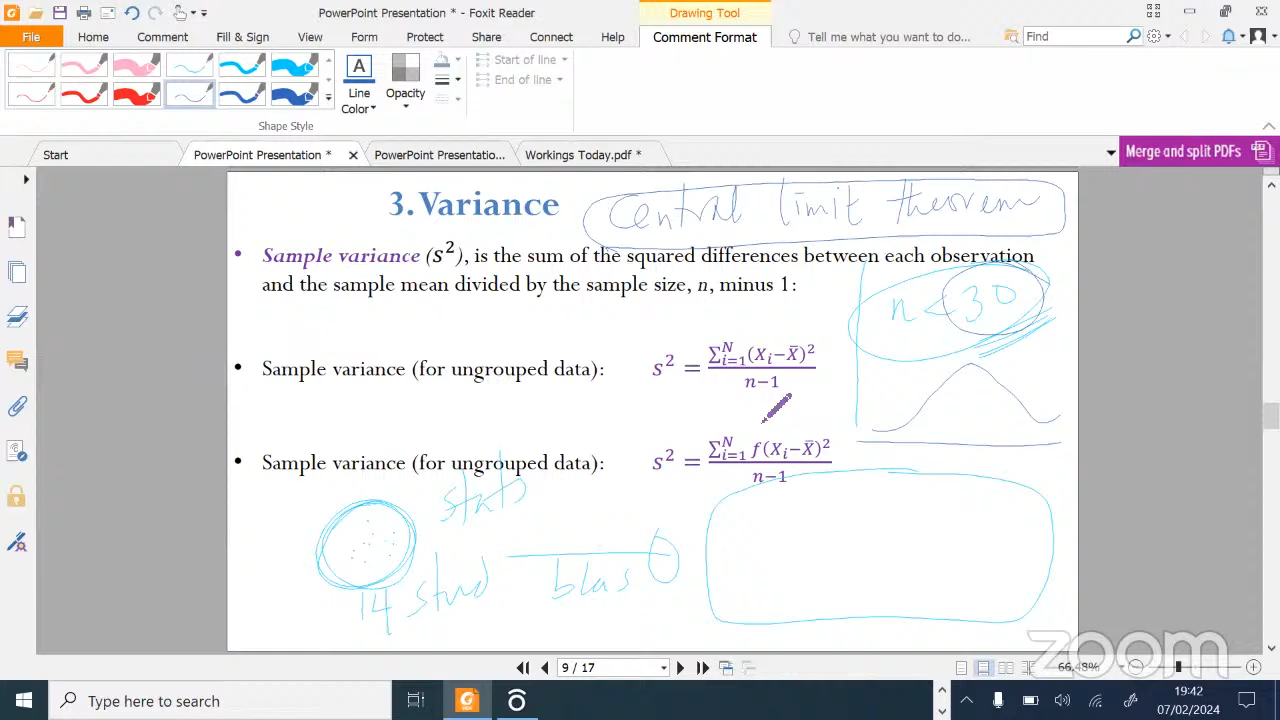 PowerPoint Presentation * - Foxit Reader
Drawing Tool
File
Home
Comment
Fill & Sign
View
Form
Protect
Share
Connect
Help
Comment Format
Tell me what you want to do...
Find
Line Color
Opacity
Start of line
End of line
Shape Style
Start
PowerPoint Presentation *
PowerPoint Presentatio...
Workings Today.pdf *
Merge and split PDFs
3. Variance
Central limit theorem
• Sample variance (s²), is the sum of the squared differences between each observation
and the sample mean divided by the sample size, n, minus 1:
n < 30
• Sample variance (for ungrouped data): s² = ∑ᵢ₌₁ᴺ(Xᵢ−X̄)² / n−1
• Sample variance (for ungrouped data): s² = ∑ᵢ₌₁ᴺ f(Xᵢ−X̄)² / n−1
stats
14 stud
bias
zoom
9 / 17
66.48%
Type here to search
19:42
07/02/2024